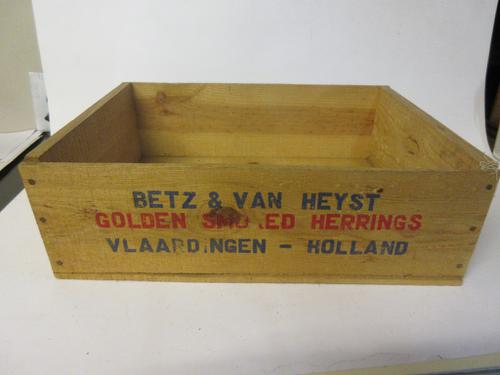 BETZ & VAN HEYST
GOLDEN SMOKED HERRINGS
VLAARDINGEN - HOLLAND